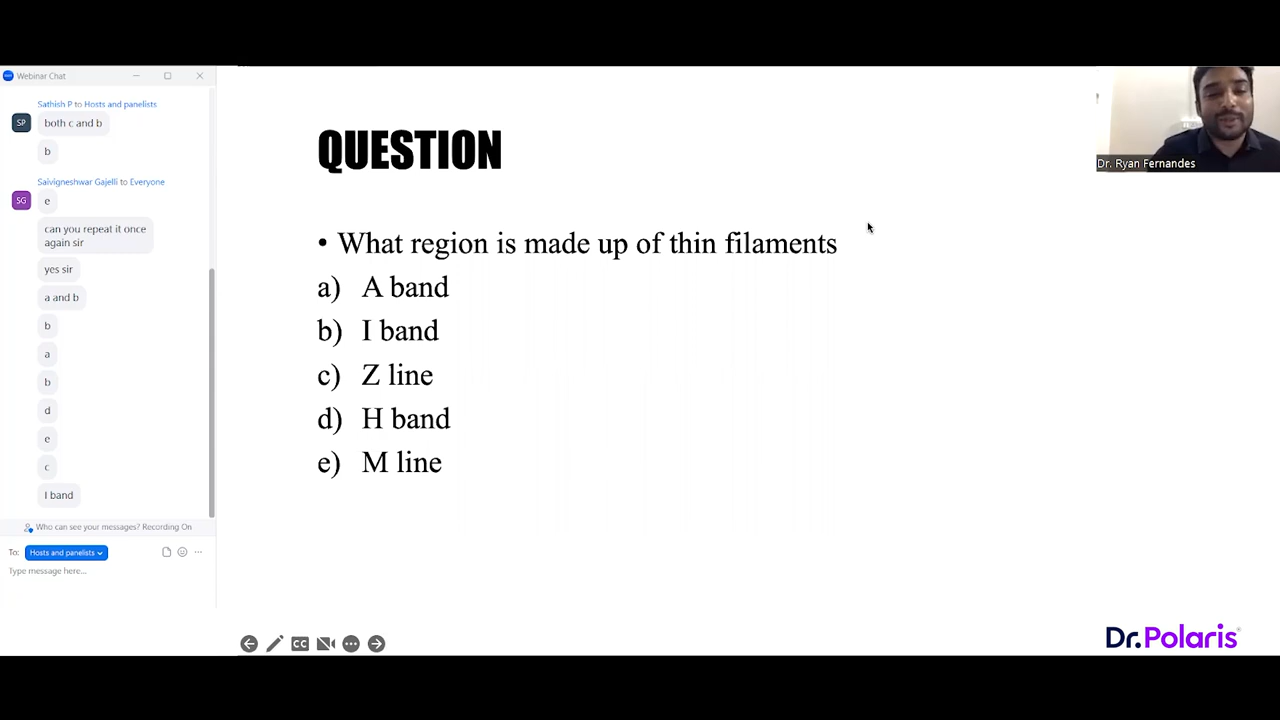 Webinar Chat
Sathish P to Hosts and panelists
SP
both c and b
b
Saivigneshwar Gajelli to Everyone
SG
e
can you repeat it once
again sir
yes sir
a and b
b
a
b
d
e
c
I band
Who can see your messages? Recording On
To: Hosts and panelists
Type message here...
QUESTION
• What region is made up of thin filaments
a) A band
b) I band
c) Z line
d) H band
e) M line
CC
Dr. Ryan Fernandes
Dr.Polaris